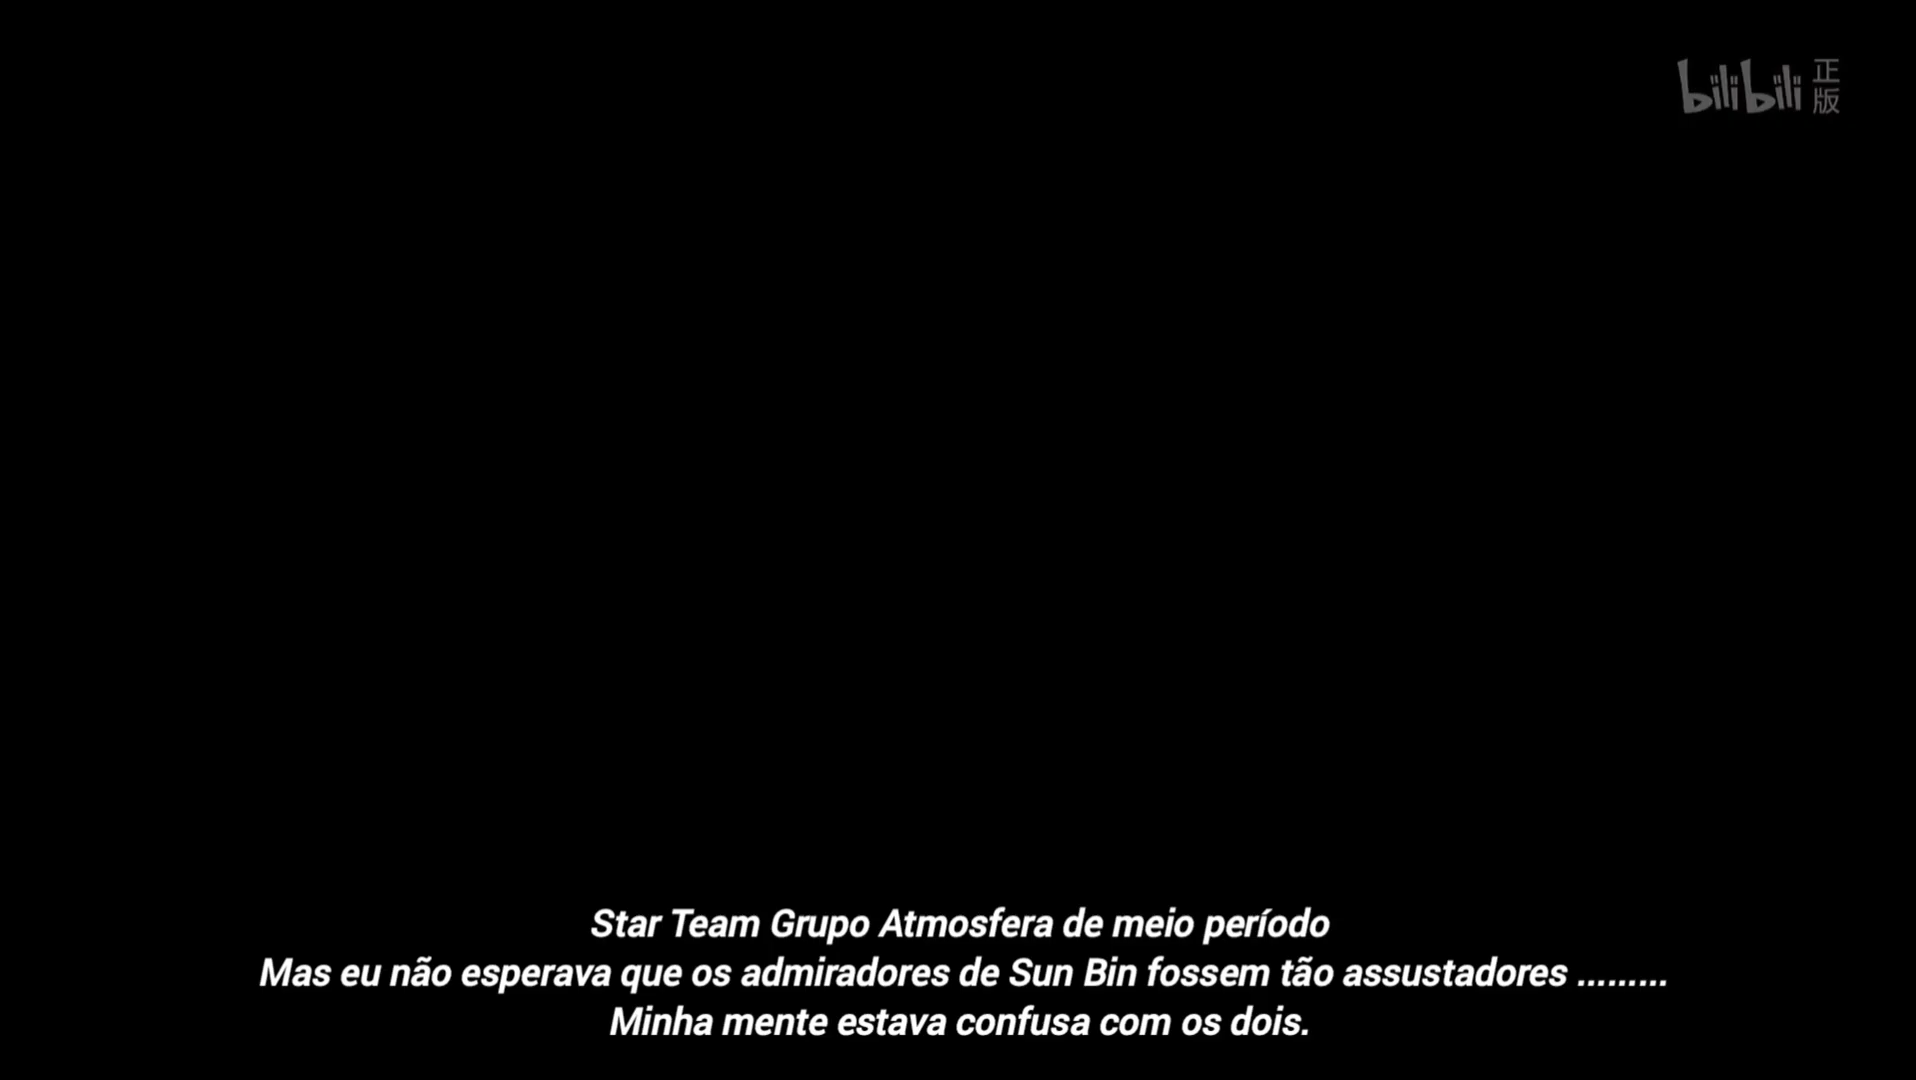 bilibili 正版
Star Team Grupo Atmosfera de meio período
Mas eu não esperava que os admiradores de Sun Bin fossem tão assustadores .........
Minha mente estava confusa com os dois.